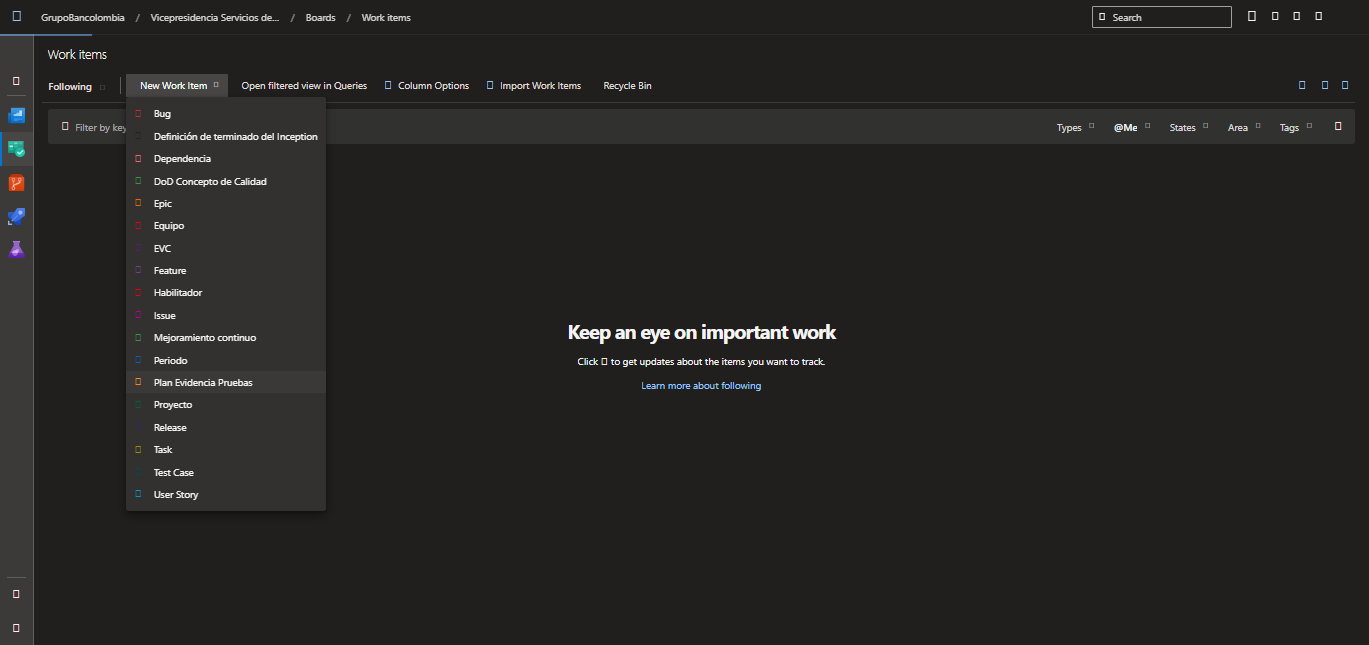 GrupoBancolombia / Vicepresidencia Servicios de... / Boards / Work items
Search
Work items
Following
New Work Item
Open filtered view in Queries
Column Options
Import Work Items
Recycle Bin
Filter by key
Types
@Me
States
Area
Tags
Bug
Definición de terminado del Inception
Dependencia
DoD Concepto de Calidad
Epic
Equipo
EVC
Feature
Habilitador
Issue
Mejoramiento continuo
Periodo
Plan Evidencia Pruebas
Proyecto
Release
Task
Test Case
User Story
Keep an eye on important work
Click to get updates about the items you want to track.
Learn more about following